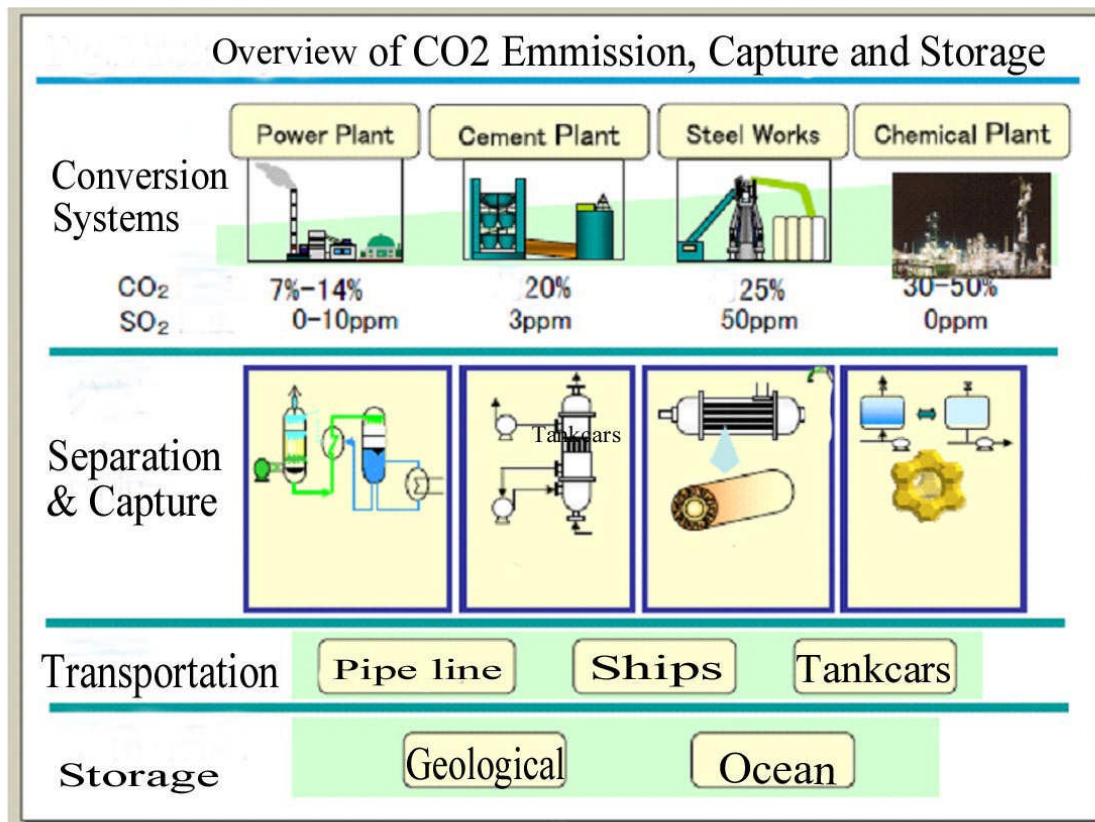 Overview of CO2 Emmission, Capture and Storage
Power Plant
Cement Plant
Steel Works
Chemical Plant
Conversion
Systems
CO₂ 7%-14% 20% 25% 30-50%
SO₂ 0-10ppm 3ppm 50ppm 0ppm
Separation
& Capture
Tankcars
Transportation
Pipe line
Ships
Tankcars
Storage
Geological
Ocean